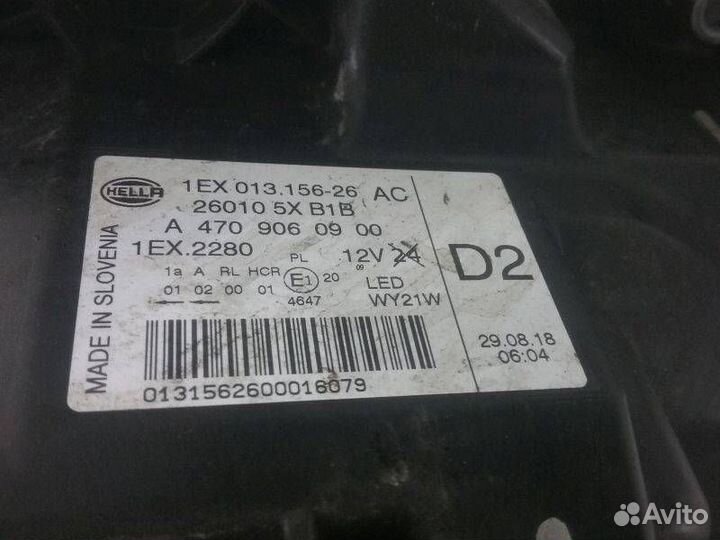 HELLA
1EX 013.156-26 AC
26010 5X B1B
A 470 906 09 00
1EX.2280 PL 12V 24
09
1a A RL HCR E1 20 LED
01 02 00 01 4647 WY21W
D2
29.08.18
06:04
MADE IN SLOVENIA
0131562600016079
Avito